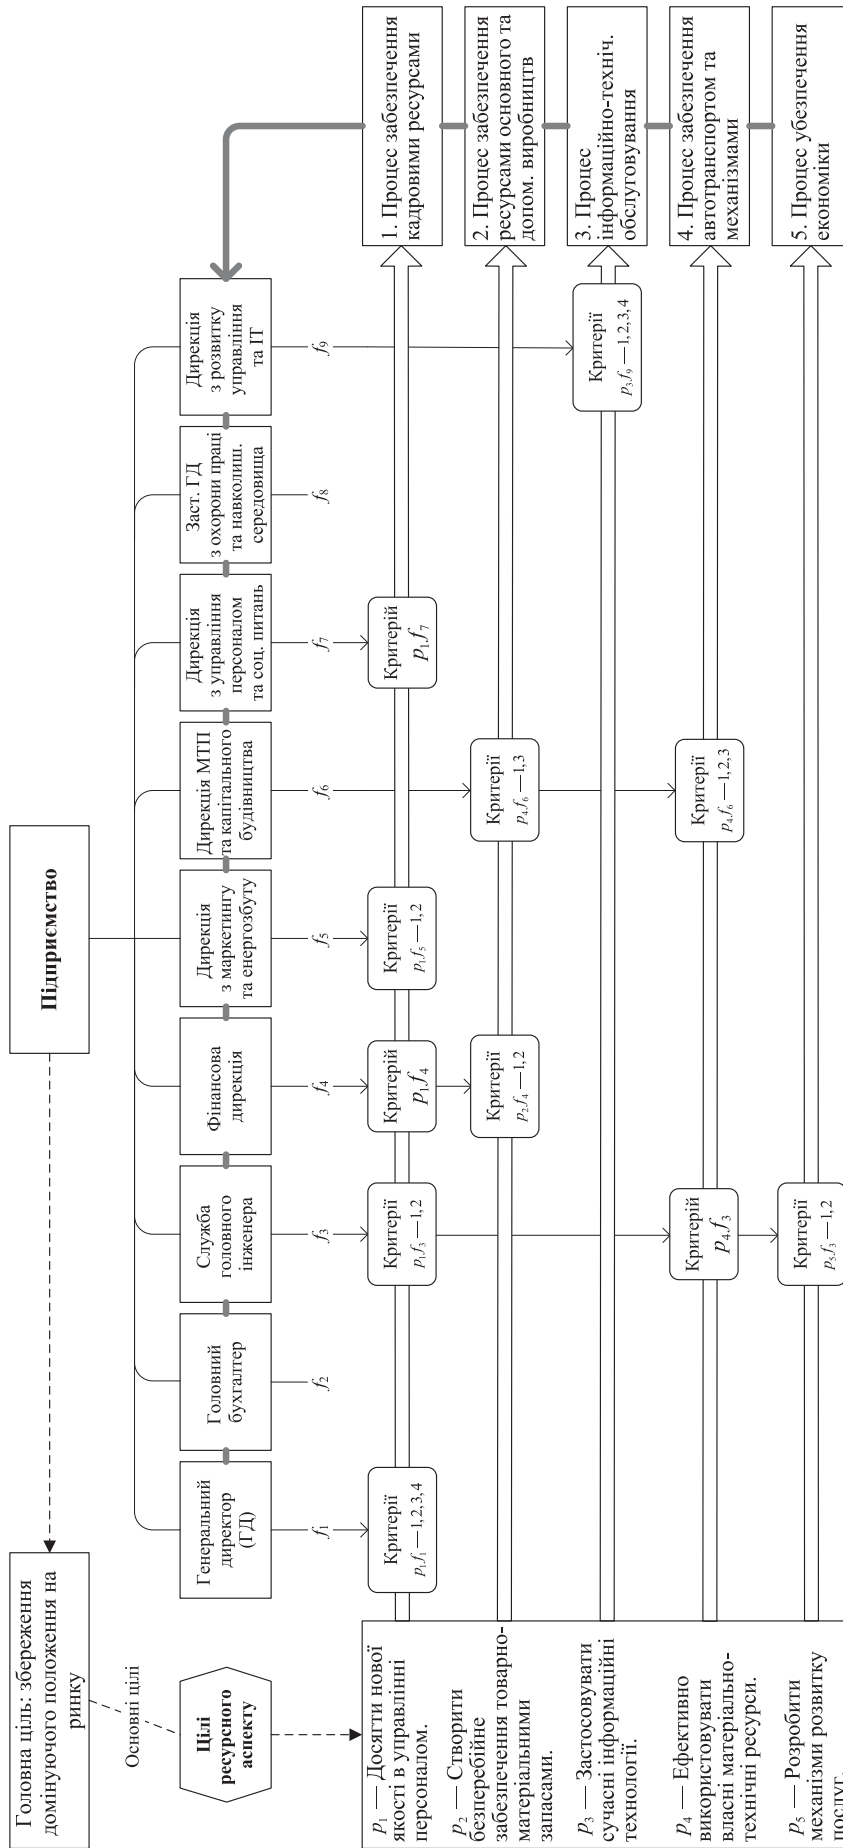 Підприємство
Головна ціль: збереження
домінуючого положення на
ринку
Основні цілі
Цілі
ресурсного
аспекту
Генеральний
директор
(ГД)
Головний
бухгалтер
Служба
головного
інженера
Фінансова
дирекція
Дирекція
з маркетингу
та енергозбуту
Дирекція МТП
та капітального
будівництва
Дирекція
з управління
персоналом
та соц. питань
Заст. ГД
з охорони праці
та навколиш.
середовища
Дирекція
з розвитку
управління
та ІТ
f₁
f₂
f₃
f₄
f₅
f₆
f₇
f₈
f₉
p₁ — Досягти нової
якості в управлінні
персоналом.
Критерії
p₁f₁ — 1, 2, 3, 4
Критерії
p₁f₃ — 1, 2
Критерій
p₁f₄
Критерії
p₁f₅ — 1, 2
Критерій
p₁f₇
1. Процес забезпечення
кадровими ресурсами
p₂ — Створити
безперебійне
забезпечення товарно-
матеріальними
запасами.
Критерії
p₂f₄ — 1, 2
Критерії
p₄f₆ — 1, 3
2. Процес забезпечення
ресурсами основного та
допом. виробництв
p₃ — Застосовувати
сучасні інформаційні
технології.
Критерії
p₃f₉ — 1, 2, 3, 4
3. Процес
інформаційно-техніч.
обслуговування
p₄ — Ефективно
використовувати
власні матеріально-
технічні ресурси.
Критерій
p₄f₃
Критерії
p₄f₆ — 1, 2, 3
4. Процес забезпечення
автотранспортом та
механізмами
p₅ — Розробити
механізми розвитку
послуг.
Критерії
p₅f₃ — 1, 2
5. Процес убезпечення
економіки